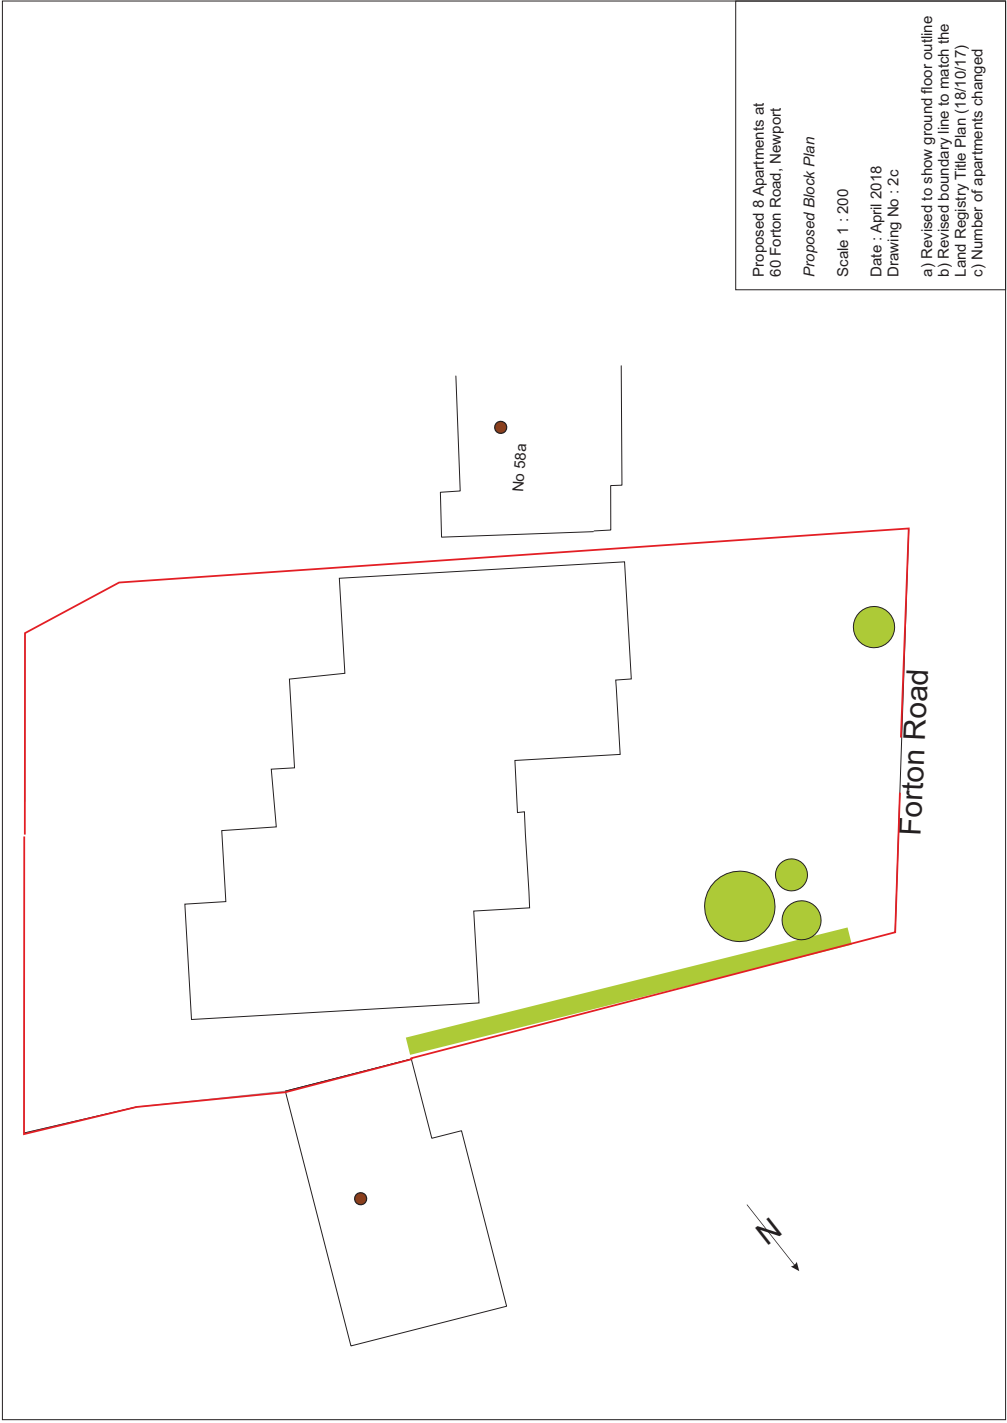 Proposed 8 Apartments at
60 Forton Road, Newport
Proposed Block Plan
Scale 1 : 200
Date : April 2018
Drawing No : 2c
a) Revised to show ground floor outline
b) Revised boundary line to match the
Land Registry Title Plan (18/10/17)
c) Number of apartments changed
No 58a
Forton Road
N